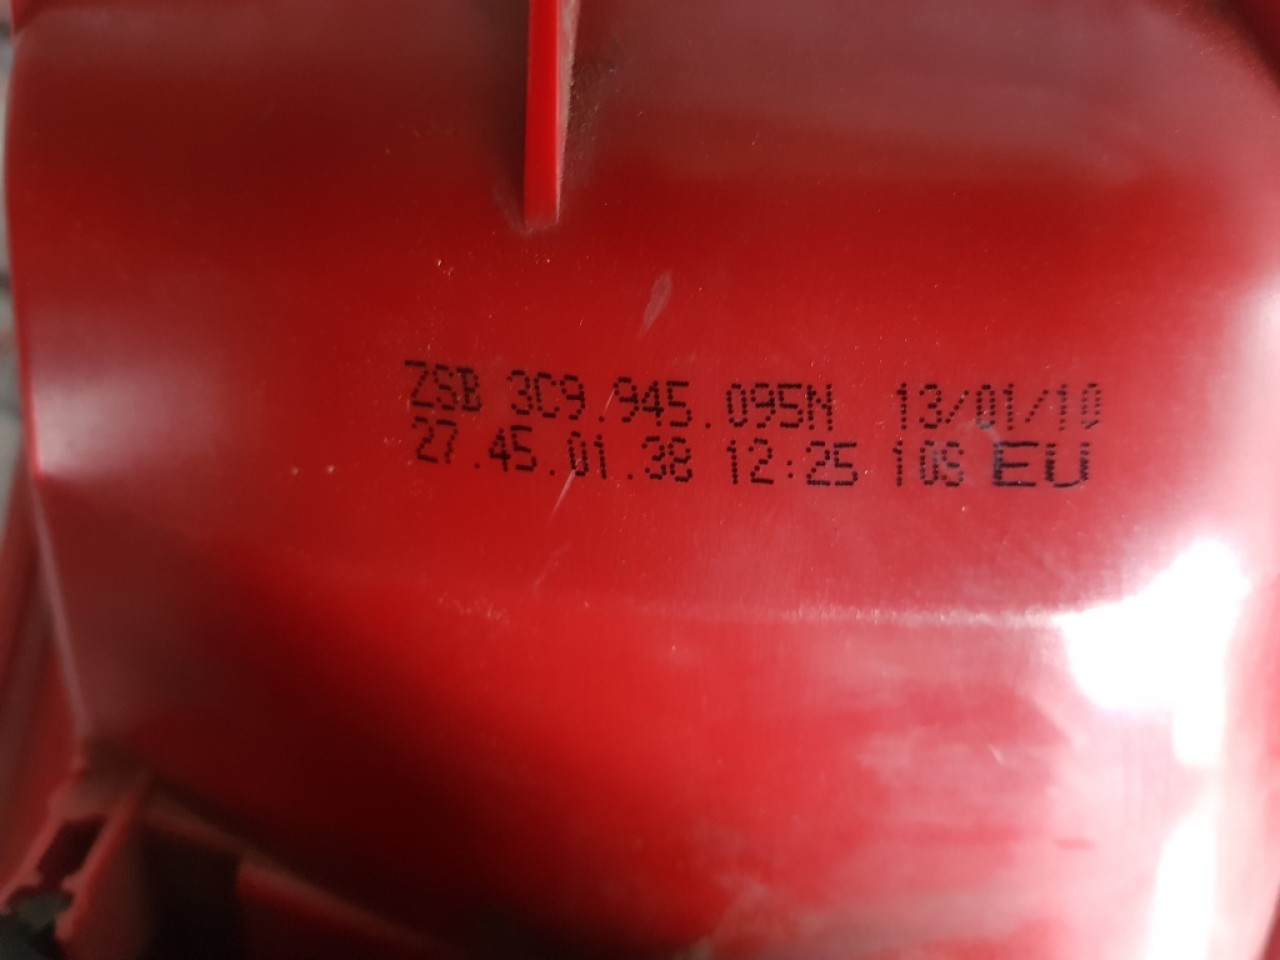 ZSB 3C9.945.095N 13/01/10
27.45.01.38 12:25 10S EU